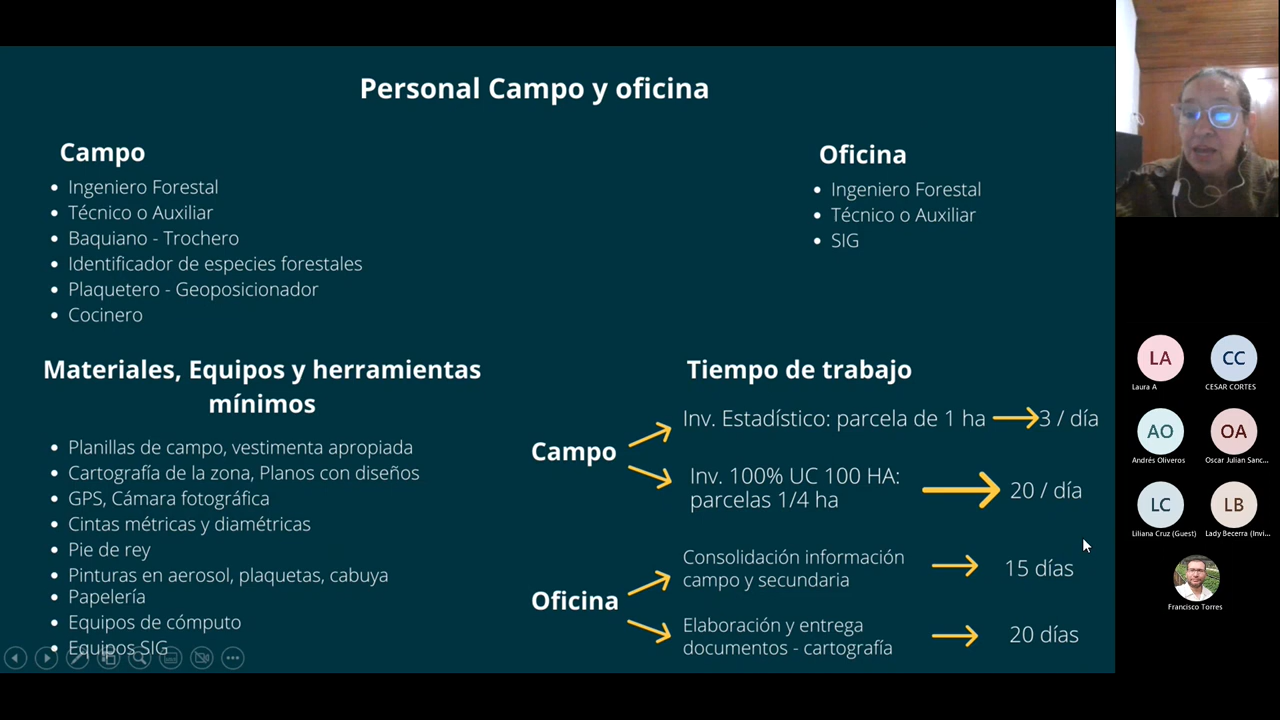 Personal Campo y oficina
Campo
Ingeniero Forestal
Técnico o Auxiliar
Baquiano - Trochero
Identificador de especies forestales
Plaquetero - Geoposicionador
Cocinero
Oficina
Ingeniero Forestal
Técnico o Auxiliar
SIG
Materiales, Equipos y herramientas
mínimos
Planillas de campo, vestimenta apropiada
Cartografía de la zona, Planos con diseños
GPS, Cámara fotográfica
Cintas métricas y diamétricas
Pie de rey
Pinturas en aerosol, plaquetas, cabuya
Papelería
Equipos de cómputo
Equipos SIG
Tiempo de trabajo
Campo
Inv. Estadístico: parcela de 1 ha
3 / día
Inv. 100% UC 100 HA:
parcelas 1/4 ha
20 / día
Oficina
Consolidación información
campo y secundaria
15 días
Elaboración y entrega
documentos - cartografía
20 días
LA
Laura A
CC
CESAR CORTES
AO
Andrés Oliveros
OA
Oscar Julian Sanc...
LC
Liliana Cruz (Guest)
LB
Lady Becerra (Invi...
Francisco Torres